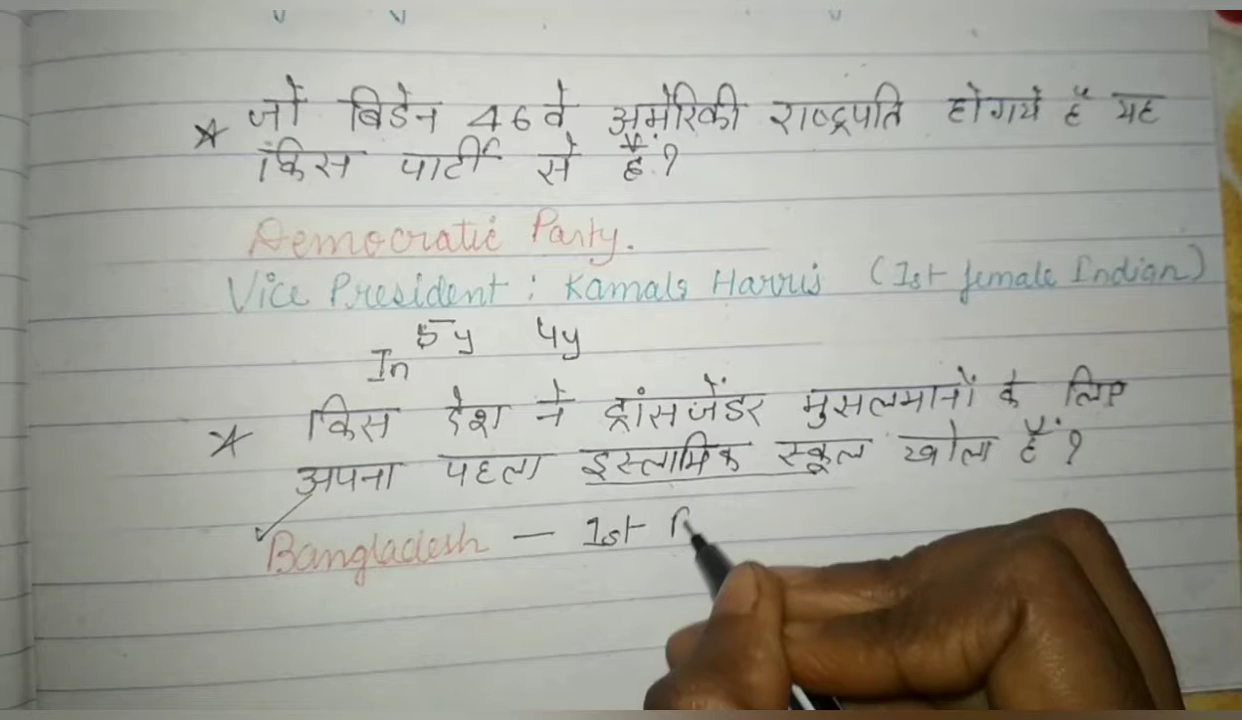 जो बिडेन 46 वे अमेरिकी राष्ट्रपति होगये हैं यह
किस पार्टी से हैं?
Democratic Party.
Vice President : Kamala Harris (1st female Indian)
In 5y 4y
किस देश ने ट्रांसजेंडर मुसलमानों के लिए
अपना पहला इस्लामिक स्कूल खोला हैं?
Bangladesh — 1st